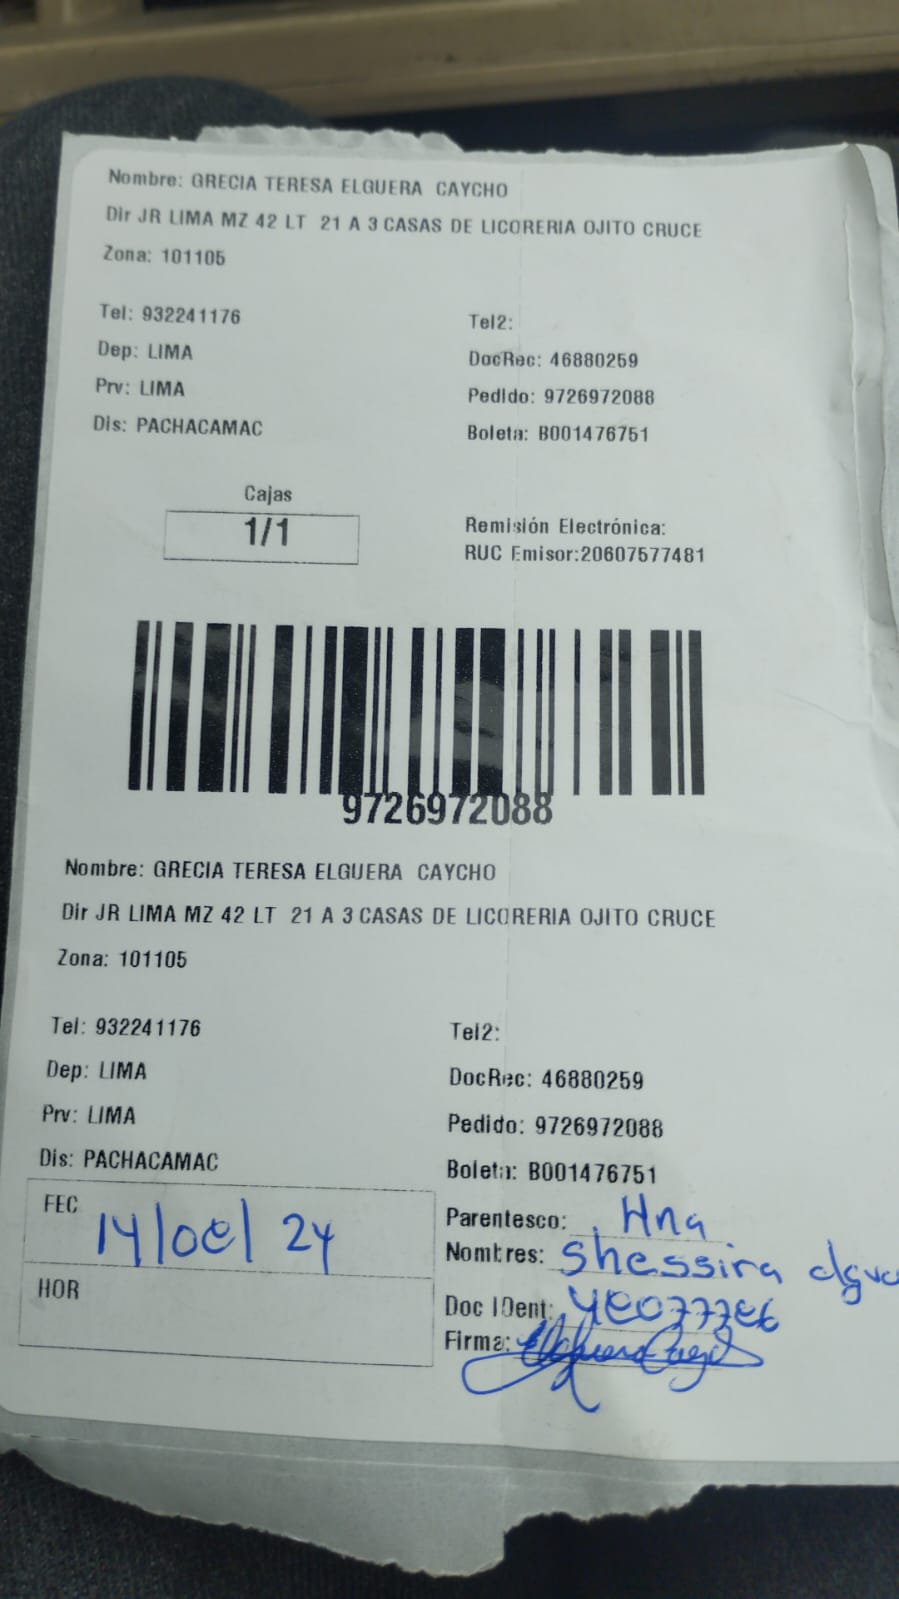 Nombre: GRECIA TERESA ELGUERA CAYCHO
Dir JR LIMA MZ 42 LT 21 A 3 CASAS DE LICORERIA OJITO CRUCE
Zona: 101105
Tel: 932241176 Tel2:
Dep: LIMA DocRec: 46880259
Prv: LIMA Pedido: 9726972088
Dis: PACHACAMAC Boleta: B001476751
Cajas
1/1
Remisión Electrónica:
RUC Emisor:20607577481
9726972088
Nombre: GRECIA TERESA ELGUERA CAYCHO
Dir JR LIMA MZ 42 LT 21 A 3 CASAS DE LICORERIA OJITO CRUCE
Zona: 101105
Tel: 932241176 Tel2:
Dep: LIMA DocRec: 46880259
Prv: LIMA Pedido: 9726972088
Dis: PACHACAMAC Boleta: B001476751
FEC Parentesco: Hna
Nombres: Shessira
HOR Doc IDent:
Firma: